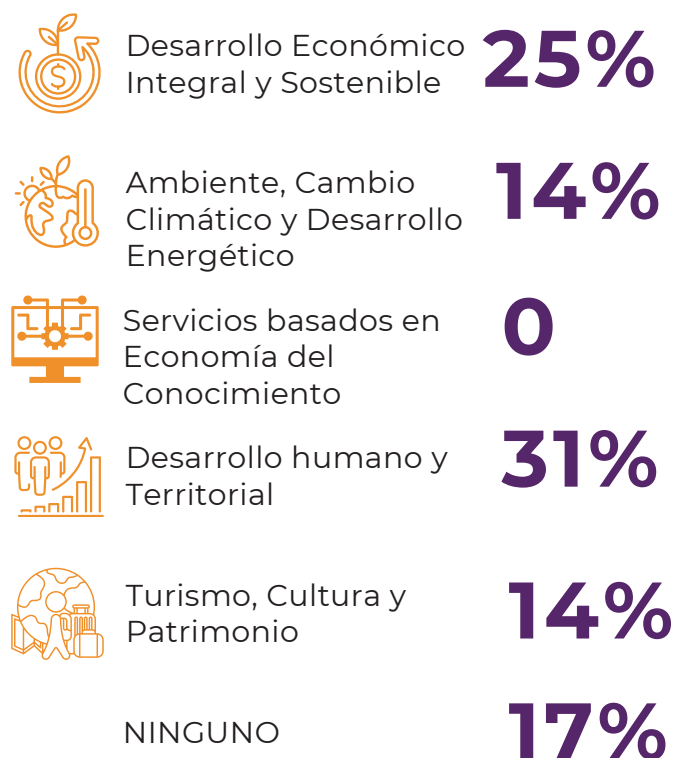 Desarrollo Económico 25%
Integral y Sostenible
$
Ambiente, Cambio 14%
Climático y Desarrollo
Energético
Servicios basados en 0
Economía del
Conocimiento
Desarrollo humano y 31%
Territorial
Turismo, Cultura y 14%
Patrimonio
NINGUNO 17%